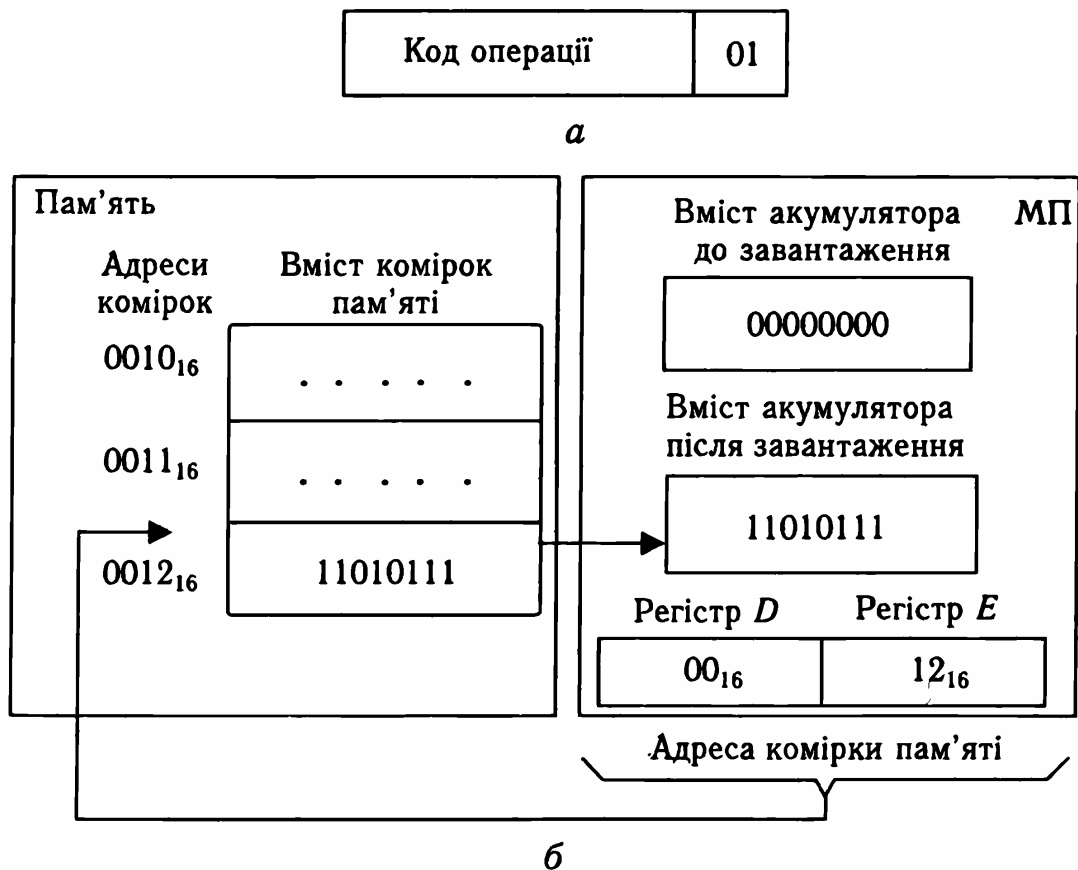 Код операції 01
а
Пам'ять
Адреси
комірок
Вміст комірок
пам'яті
0010₁₆
. . . . .
0011₁₆
. . . . .
0012₁₆
11010111
МП
Вміст акумулятора
до завантаження
00000000
Вміст акумулятора
після завантаження
11010111
Регістр D Регістр E
00₁₆ 12₁₆
Адреса комірки пам'яті
б